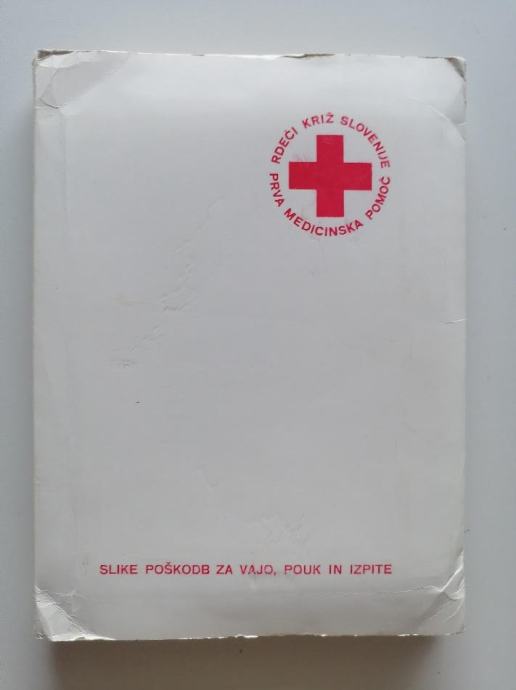 RDEČI KRIŽ SLOVENIJE
PRVA MEDICINSKA POMOČ
SLIKE POŠKODB ZA VAJO, POUK IN IZPITE